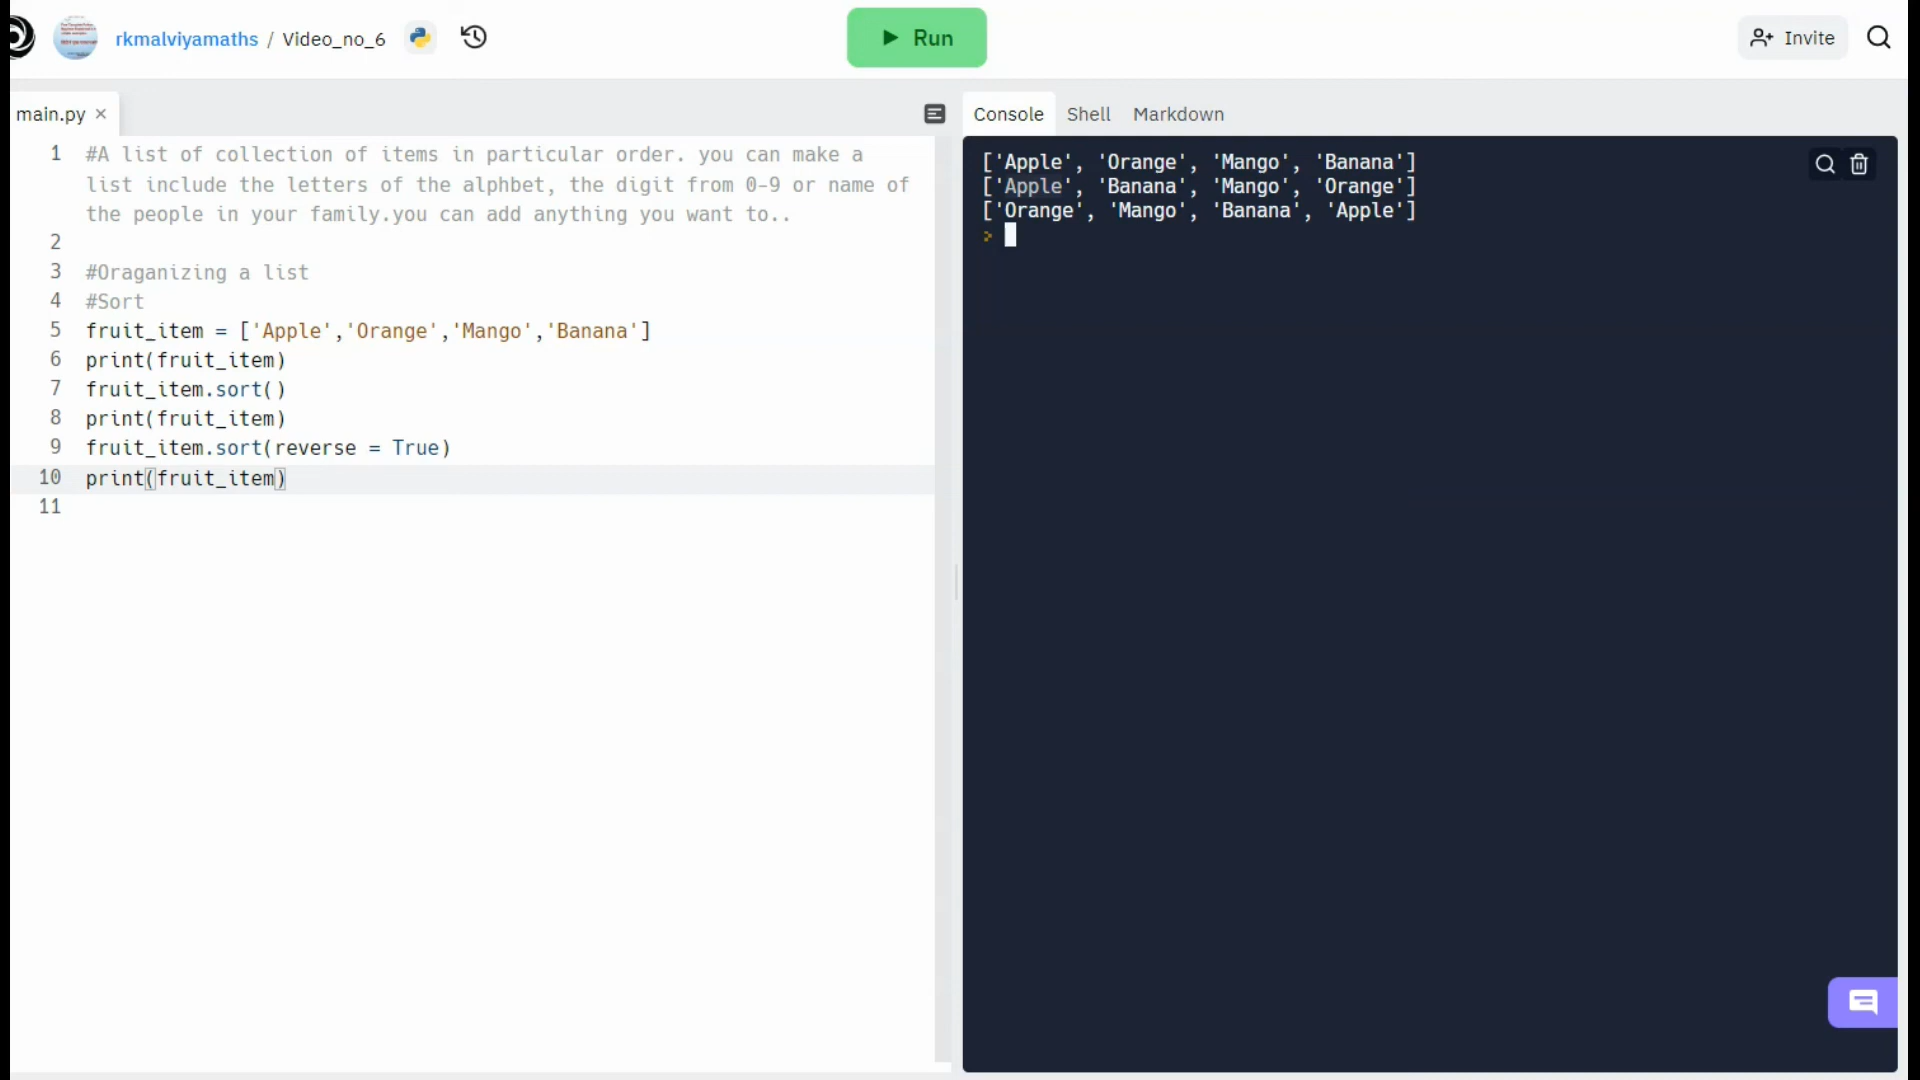 rkmalviyamaths / Video_no_6
Run
Invite
main.py
1 #A list of collection of items in particular order. you can make a
list include the letters of the alphbet, the digit from 0-9 or name of
the people in your family.you can add anything you want to..
2
3 #Oraganizing a list
4 #Sort
5 fruit_item = ['Apple','Orange','Mango','Banana']
6 print(fruit_item)
7 fruit_item.sort()
8 print(fruit_item)
9 fruit_item.sort(reverse = True)
10 print(fruit_item)
11
Console Shell Markdown
['Apple', 'Orange', 'Mango', 'Banana']
['Apple', 'Banana', 'Mango', 'Orange']
['Orange', 'Mango', 'Banana', 'Apple']
>